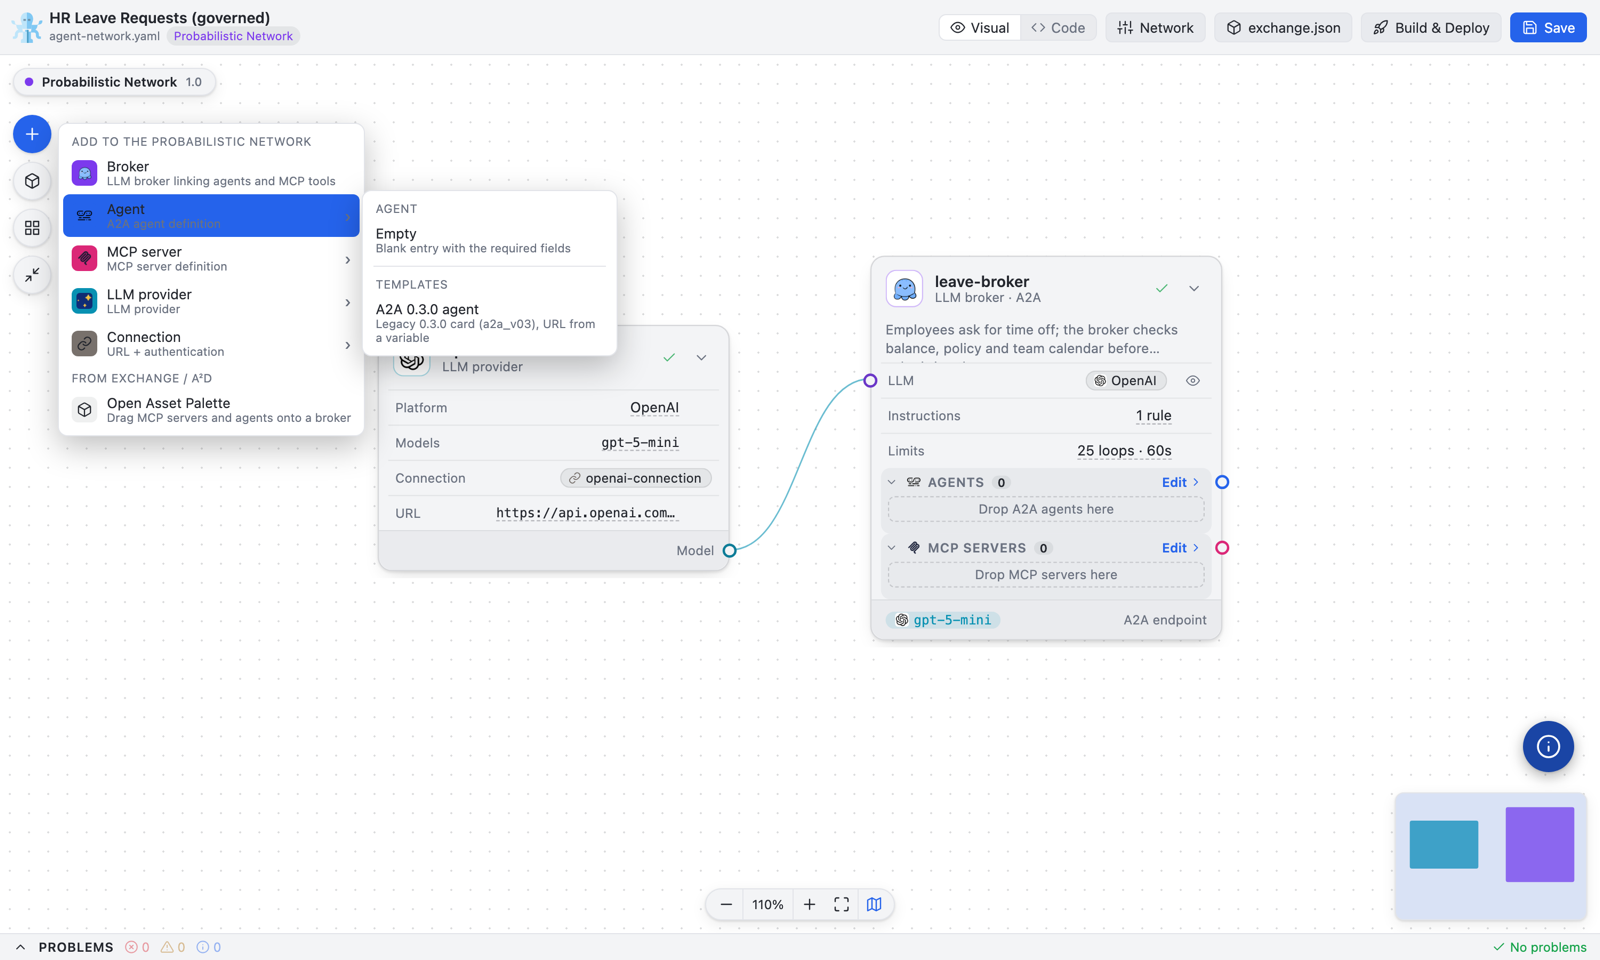 HR Leave Requests (governed)
agent-network.yaml Probabilistic Network
Visual
Code
Network
exchange.json
Build & Deploy
Save
Probabilistic Network 1.0
ADD TO THE PROBABILISTIC NETWORK
Broker
LLM broker linking agents and MCP tools
Agent
A2A agent definition
MCP server
MCP server definition
LLM provider
LLM provider
Connection
URL + authentication
FROM EXCHANGE / A²D
Open Asset Palette
Drag MCP servers and agents onto a broker
AGENT
Empty
Blank entry with the required fields
TEMPLATES
A2A 0.3.0 agent
Legacy 0.3.0 card (a2a_v03), URL from
a variable
LLM provider
Platform OpenAI
Models gpt-5-mini
Connection openai-connection
URL https://api.openai.com…
Model
leave-broker
LLM broker · A2A
Employees ask for time off; the broker checks
balance, policy and team calendar before…
LLM OpenAI
Instructions 1 rule
Limits 25 loops · 60s
AGENTS 0 Edit
Drop A2A agents here
MCP SERVERS 0 Edit
Drop MCP servers here
gpt-5-mini A2A endpoint
110%
PROBLEMS 0 0 0
No problems